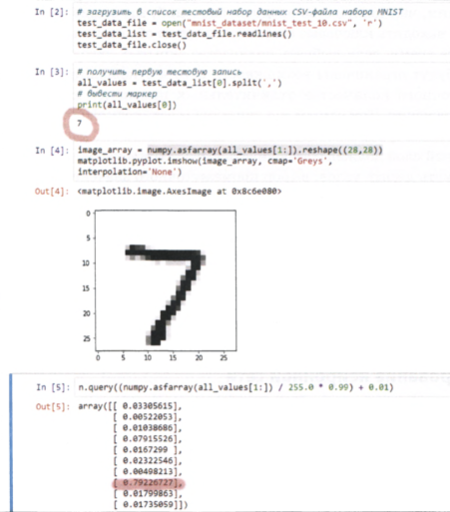 In [2]: # загрузить в список тестовый набор данных CSV-файла набора MNIST
test_data_file = open("mnist_dataset/mnist_test_10.csv", 'r')
test_data_list = test_data_file.readlines()
test_data_file.close()
In [3]: # получить первую тестовую запись
all_values = test_data_list[0].split(',')
# вывести маркер
print(all_values[0])
7
In [4]: image_array = numpy.asfarray(all_values[1:]).reshape((28,28))
matplotlib.pyplot.imshow(image_array, cmap='Greys',
interpolation='None')
Out[4]: <matplotlib.image.AxesImage at 0x8c6e080>
0
5
10
15
20
25
0 5 10 15 20 25
In [5]: n.query((numpy.asfarray(all_values[1:]) / 255.0 * 0.99) + 0.01)
Out[5]: array([[ 0.03305615],
[ 0.00522053],
[ 0.01038686],
[ 0.07915526],
[ 0.0167299 ],
[ 0.02322546],
[ 0.00498213],
[ 0.79226727],
[ 0.01799863],
[ 0.01735059]])